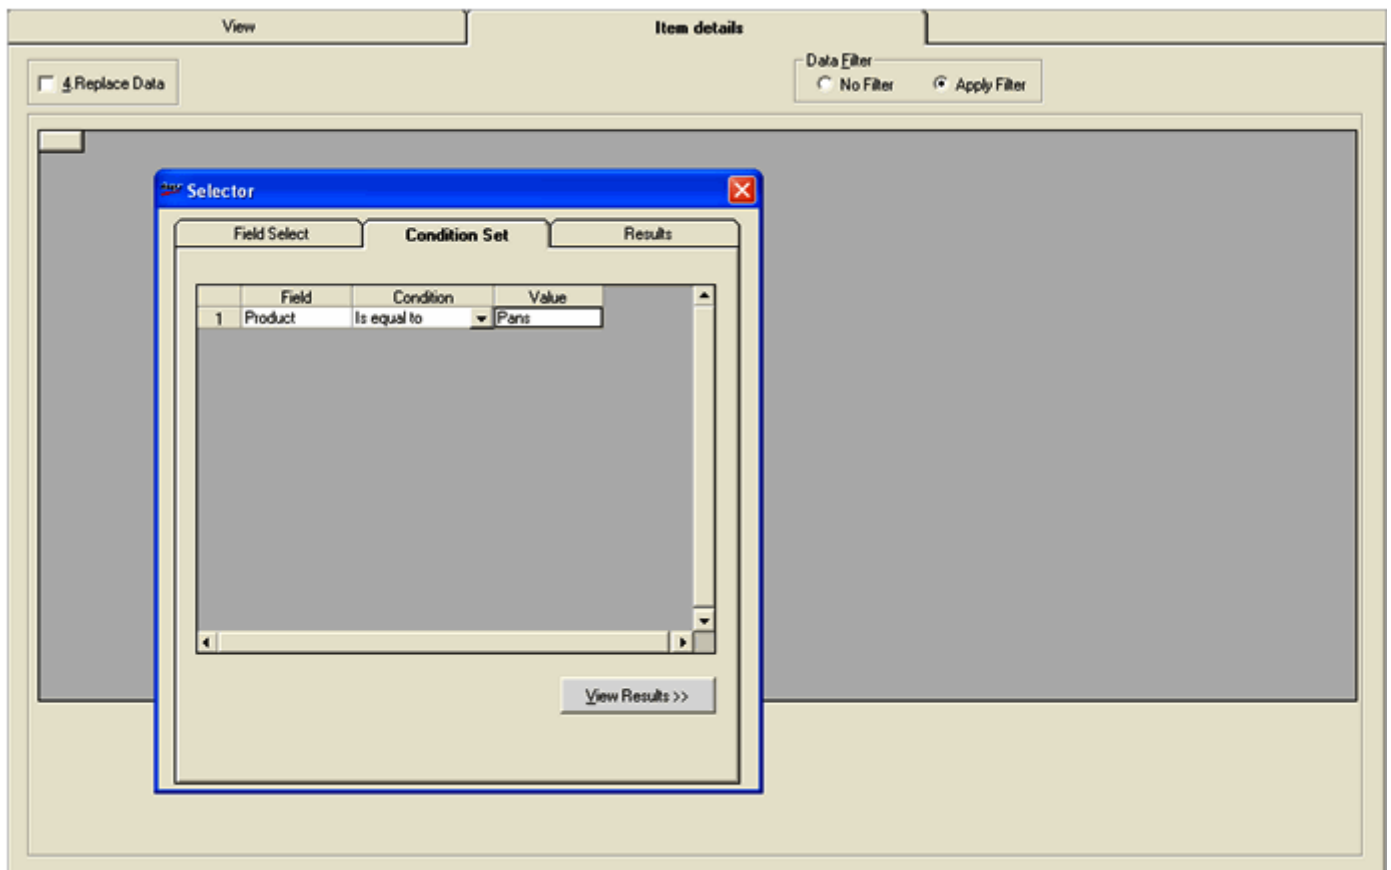 View Item details
4.Replace Data
Data Filter
No Filter Apply Filter
Selector
Field Select Condition Set Results
Field Condition Value
1 Product Is equal to Pans
View Results >>